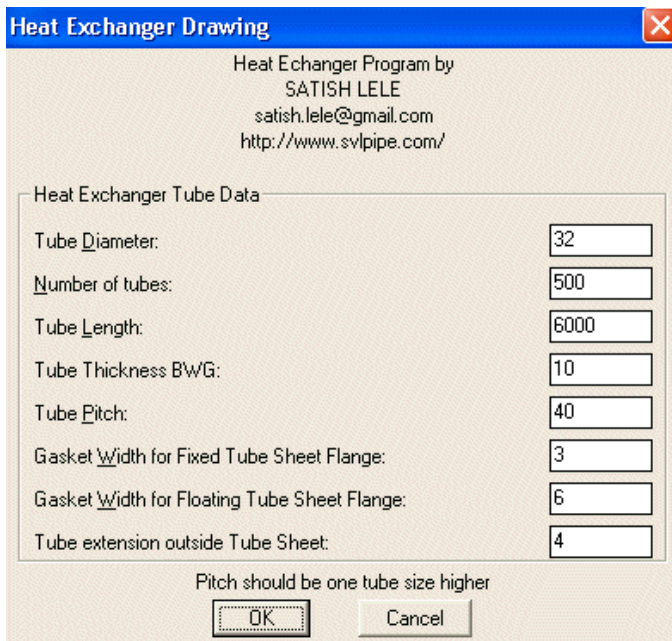 Heat Exchanger Drawing
Heat Echanger Program by
SATISH LELE
satish.lele@gmail.com
http://www.svlpipe.com/
Heat Exchanger Tube Data
Tube Diameter: 32
Number of tubes: 500
Tube Length: 6000
Tube Thickness BWG: 10
Tube Pitch: 40
Gasket Width for Fixed Tube Sheet Flange: 3
Gasket Width for Floating Tube Sheet Flange: 6
Tube extension outside Tube Sheet: 4
Pitch should be one tube size higher
OK Cancel